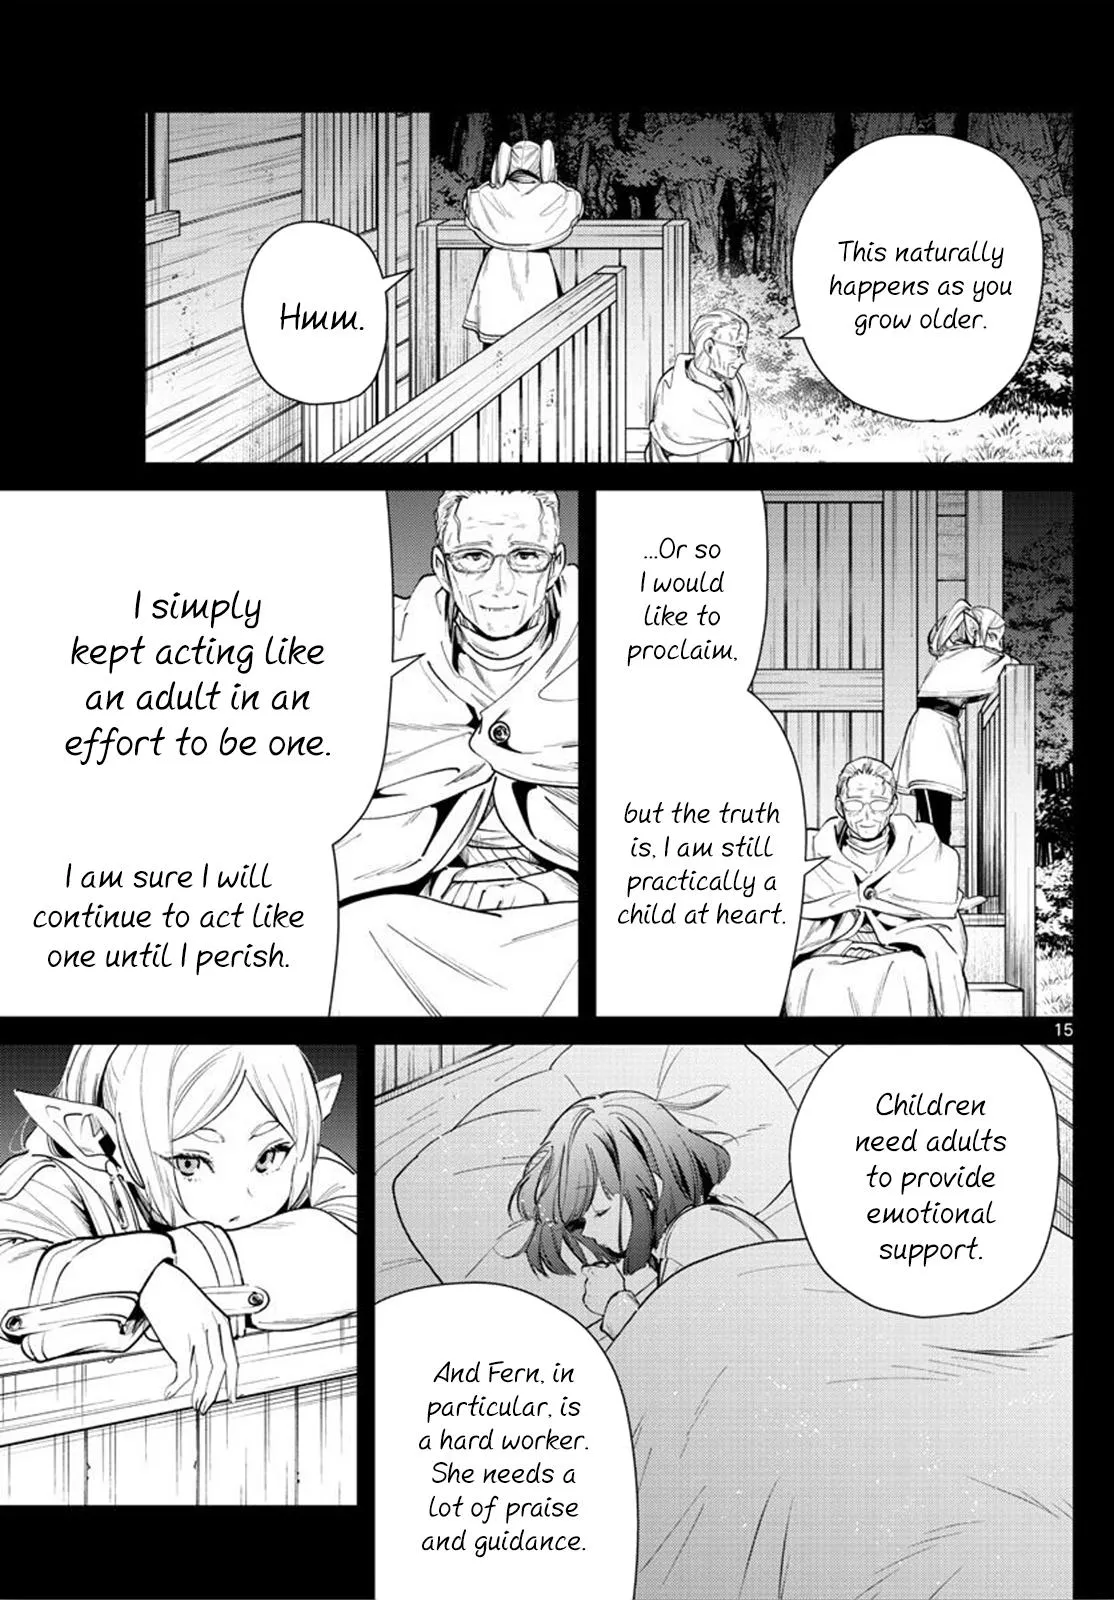 This naturally
happens as you
grow older.
Hmm.
...Or so
I would
like to
proclaim,
but the truth
is, I am still
practically a
child at heart.
I simply
kept acting like
an adult in an
effort to be one.
I am sure I will
continue to act like
one until I perish.
15
Children
need adults
to provide
emotional
support.
And Fern, in
particular, is
a hard worker.
She needs a
lot of praise
and guidance.